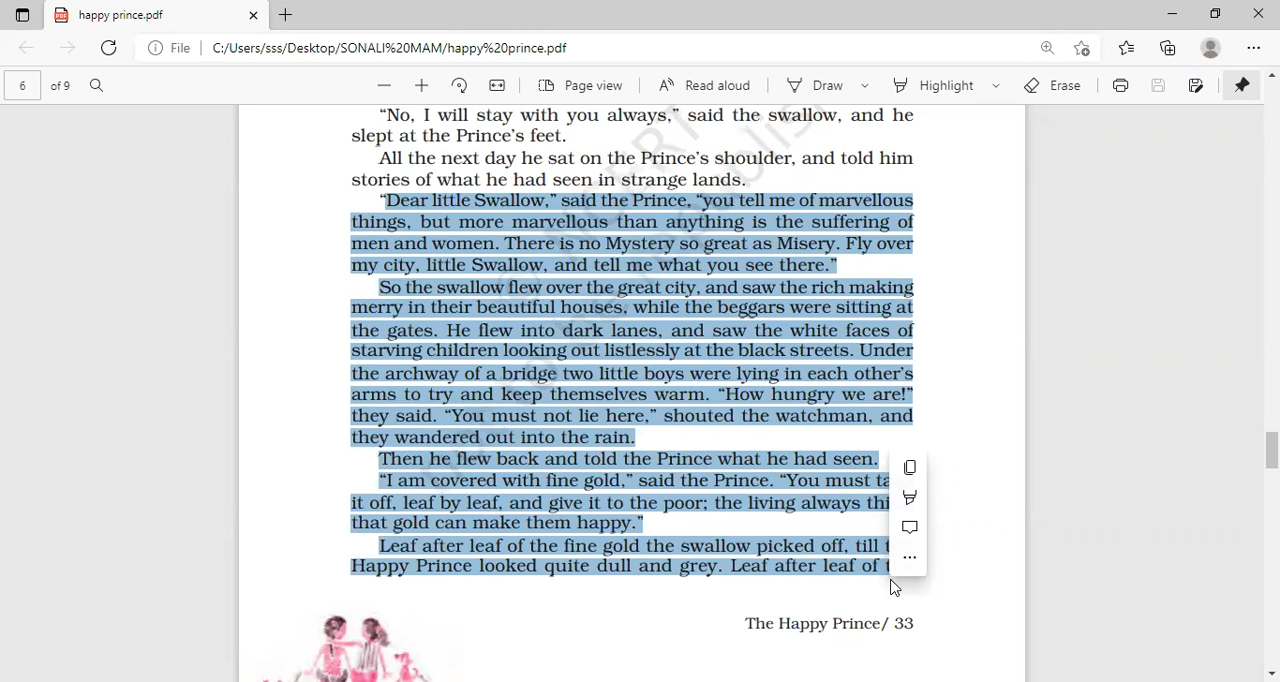 happy prince.pdf
File
C:/Users/sss/Desktop/SONALI%20MAM/happy%20prince.pdf
6 of 9
Page view
Read aloud
Draw
Highlight
Erase
“No, I will stay with you always,” said the swallow, and he
slept at the Prince’s feet.
All the next day he sat on the Prince’s shoulder, and told him
stories of what he had seen in strange lands.
“Dear little Swallow,” said the Prince, “you tell me of marvellous
things, but more marvellous than anything is the suffering of
men and women. There is no Mystery so great as Misery. Fly over
my city, little Swallow, and tell me what you see there.”
So the swallow flew over the great city, and saw the rich making
merry in their beautiful houses, while the beggars were sitting at
the gates. He flew into dark lanes, and saw the white faces of
starving children looking out listlessly at the black streets. Under
the archway of a bridge two little boys were lying in each other’s
arms to try and keep themselves warm. “How hungry we are!”
they said. “You must not lie here,” shouted the watchman, and
they wandered out into the rain.
Then he flew back and told the Prince what he had seen.
“I am covered with fine gold,” said the Prince. “You must ta
it off, leaf by leaf, and give it to the poor; the living always thi
that gold can make them happy.”
Leaf after leaf of the fine gold the swallow picked off, till t
Happy Prince looked quite dull and grey. Leaf after leaf of t
The Happy Prince/ 33